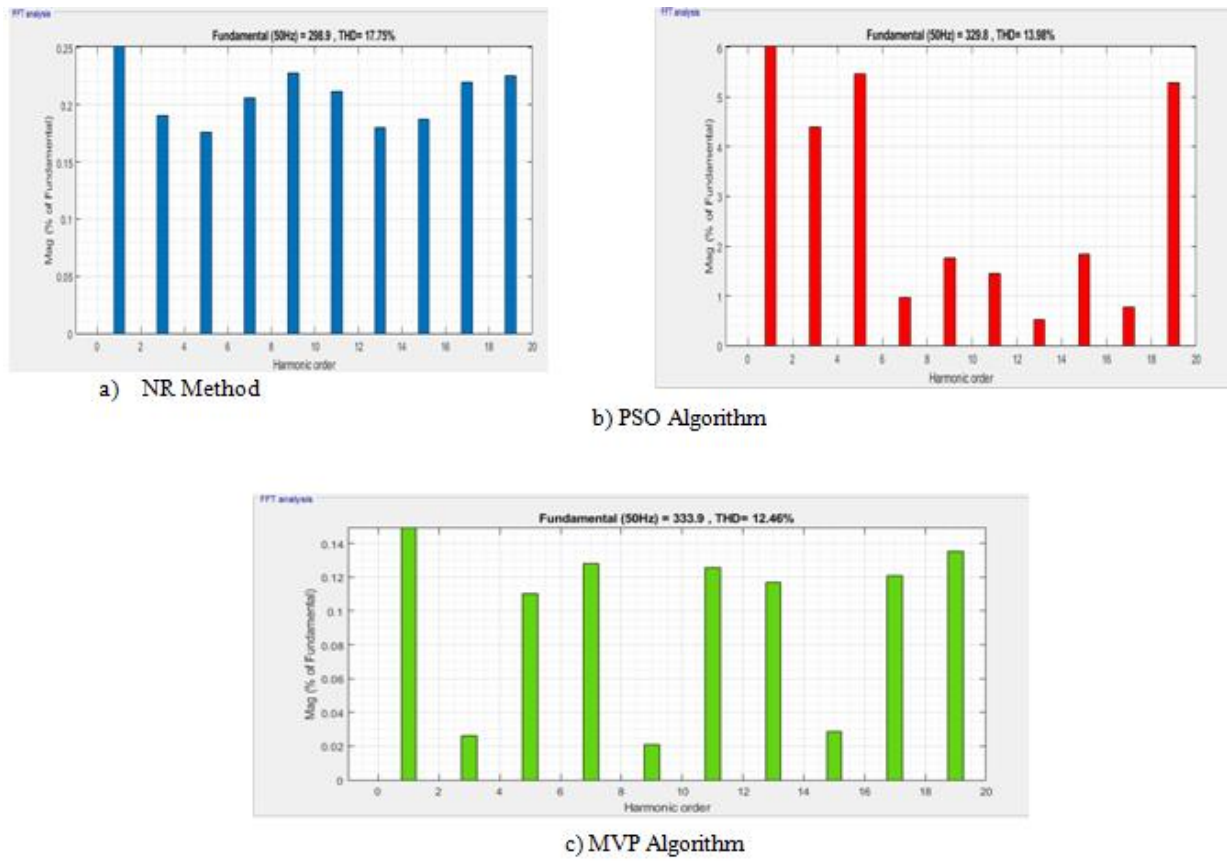 FFT analysis
Fundamental (50Hz) = 298.9 , THD= 17.75%
0.25
0.2
0.15
0.1
0.05
0
Mag (% of Fundamental)
0 2 4 6 8 10 12 14 16 18 20
Harmonic order
a) NR Method
FFT analysis
Fundamental (50Hz) = 329.8 , THD= 13.98%
6
5
4
3
2
1
0
Mag (% of Fundamental)
0 2 4 6 8 10 12 14 16 18 20
Harmonic order
b) PSO Algorithm
FFT analysis
Fundamental (50Hz) = 333.9 , THD= 12.46%
0.14
0.12
0.1
0.08
0.06
0.04
0.02
0
Mag (% of Fundamental)
0 2 4 6 8 10 12 14 16 18 20
Harmonic order
c) MVP Algorithm